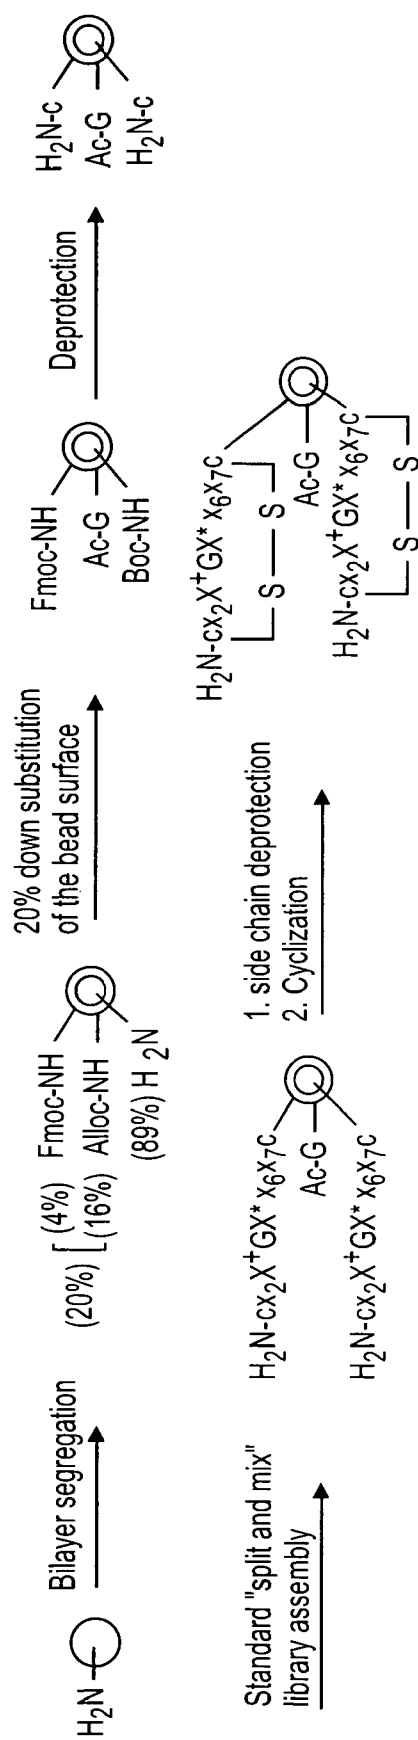 H2N
Bilayer segregation
(20%)
(4%)
(16%)
Fmoc-NH
Alloc-NH
(89%) H 2N
20% down substitution
of the bead surface
Fmoc-NH
Ac-G
Boc-NH
Deprotection
H2N-c
Ac-G
H2N-c
Standard "split and mix"
library assembly
H2N-cx2X+GX* x6x7c
Ac-G
H2N-cx2X+GX* x6x7c
1. side chain deprotection
2. Cyclization
H2N-cx2X+GX* x6x7c
S S
Ac-G
H2N-cx2X+GX* x6x7c
S S